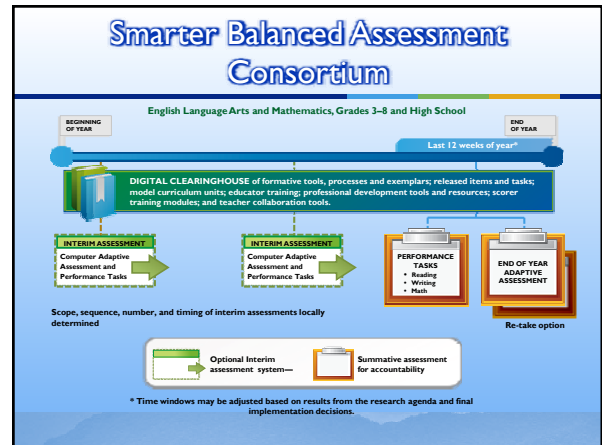 Smarter Balanced Assessment
Consortium
English Language Arts and Mathematics, Grades 3–8 and High School
BEGINNING
OF YEAR
END
OF YEAR
Last 12 weeks of year*
DIGITAL CLEARINGHOUSE of formative tools, processes and exemplars; released items and tasks;
model curriculum units; educator training; professional development tools and resources; scorer
training modules; and teacher collaboration tools.
INTERIM ASSESSMENT
Computer Adaptive
Assessment and
Performance Tasks
INTERIM ASSESSMENT
Computer Adaptive
Assessment and
Performance Tasks
PERFORMANCE
TASKS
• Reading
• Writing
• Math
END OF YEAR
ADAPTIVE
ASSESSMENT
Scope, sequence, number, and timing of interim assessments locally
determined
Re-take option
Optional Interim
assessment system—
Summative assessment
for accountability
* Time windows may be adjusted based on results from the research agenda and final
implementation decisions.